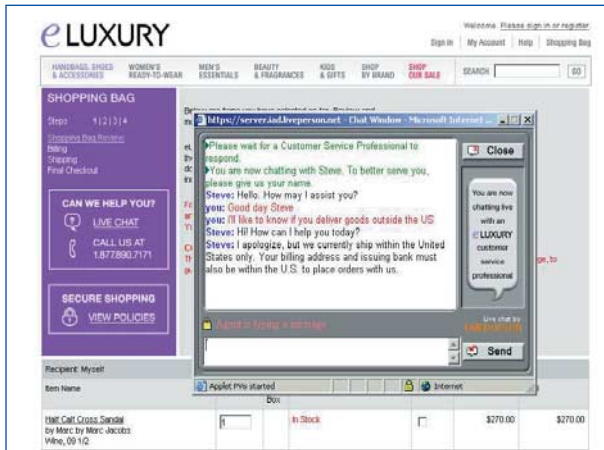 eLUXURY
Welcome. Please sign in or register.
Sign In | My Account | Help | Shopping Bag
HANDBAGS, SHOES & ACCESSORIES
WOMEN'S READY-TO-WEAR
MEN'S ESSENTIALS
BEAUTY & FRAGRANCES
KIDS & GIFTS
SHOP BY BRAND
SHOP OUR SALE
SEARCH
GO
SHOPPING BAG
Steps 1 | 2 | 3 | 4
Shopping Bag Review
Billing
Shipping
Final Checkout
CAN WE HELP YOU?
LIVE CHAT
CALL US AT
1.877.890.7171
SECURE SHOPPING
VIEW POLICIES
https://server.iad.liveperson.net - Chat Window - Microsoft Internet ...
Please wait for a Customer Service Professional to
respond.
You are now chatting with Steve. To better serve you,
please give us your name.
Steve: Hello. How may I assist you?
you: Good day Steve
you: I'll like to know if you deliver goods outside the US
Steve: Hi! How can I help you today?
Steve: I apologize, but we currently ship within the United
States only. Your billing address and issuing bank must
also be within the U.S. to place orders with us.
Close
You are now
chatting live
with an
eLUXURY
customer
service
professional
Live chat by
LIVEPERSON
Agent is typing a message
Send
Applet PVs started
Internet
Recipient: Myself
Item Name
Box
Half Calf Cross Sandal
by Marc by Marc Jacobs
Wine, 09 1/2
1
In Stock
$270.00
$270.00